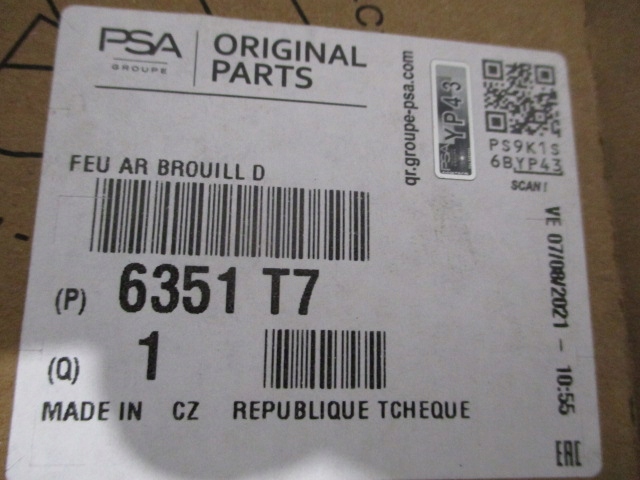 PSA
GROUPE
ORIGINAL
PARTS
qr.groupe-psa.com
YP43
PS9K1S
6BYP43
SCAN!
FEU AR BROUILL D
(P) 6351 T7
(Q) 1
MADE IN CZ REPUBLIQUE TCHEQUE
VE 07/08/2021 - 10:55
EAC